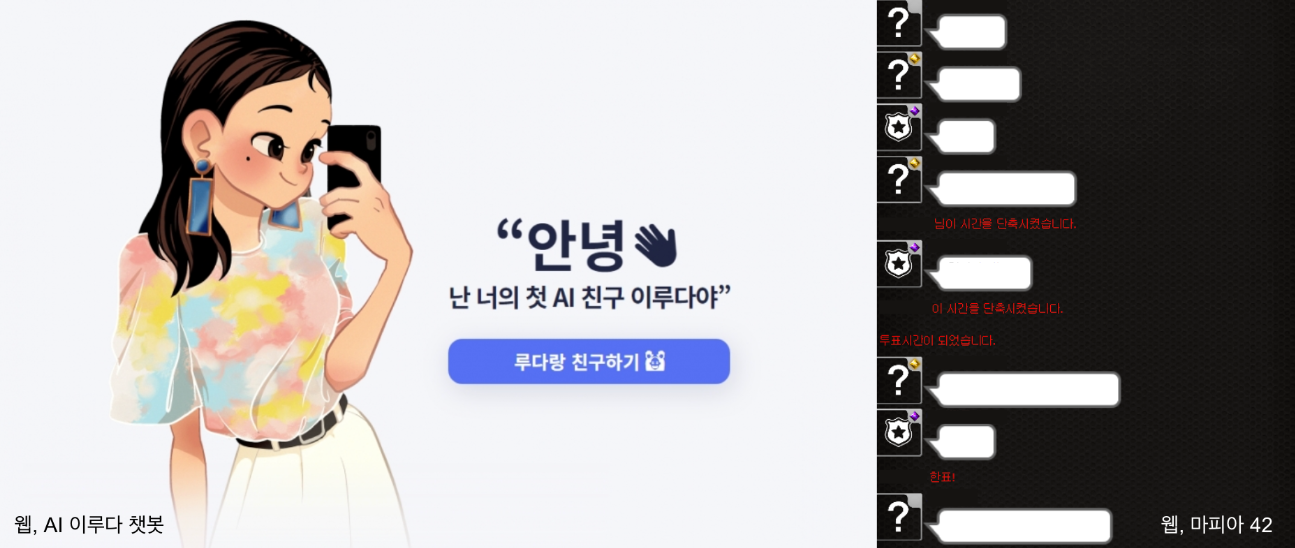 “안녕👋
난 너의 첫 AI 친구 이루다야”
루다랑 친구하기
웹, AI 이루다 챗봇
?
?
?
님이 시간을 단축시켰습니다.
이 시간을 단축시켰습니다.
투표시간이 되었습니다.
?
한표!
?
웹, 마피아 42